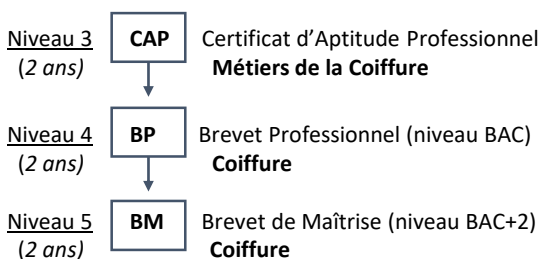 Niveau 3 CAP Certificat d’Aptitude Professionnel
(2 ans) Métiers de la Coiffure
Niveau 4 BP Brevet Professionnel (niveau BAC)
(2 ans) Coiffure
Niveau 5 BM Brevet de Maîtrise (niveau BAC+2)
(2 ans) Coiffure